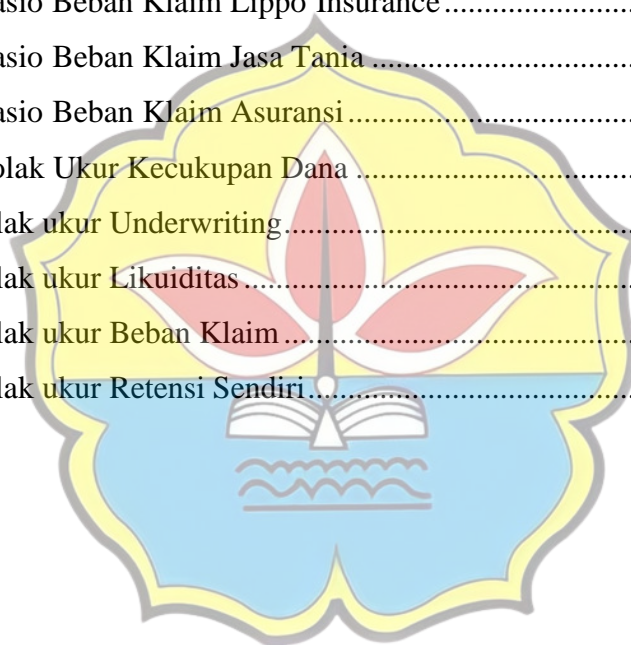 asio Beban Klaim Lippo Insurance........................
asio Beban Klaim Jasa Tania .................................
asio Beban Klaim Asuransi....................................
olak Ukur Kecukupan Dana ...................................
lak ukur Underwriting............................................
lak ukur Likuiditas .................................................
lak ukur Beban Klaim ............................................
lak ukur Retensi Sendiri.........................................